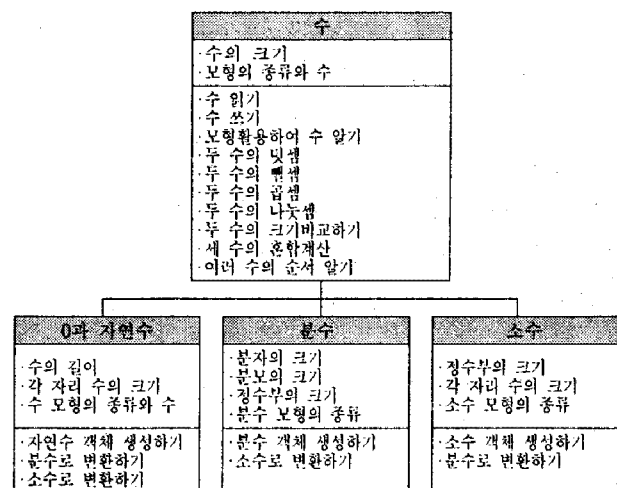 수
·수의 크기
·모형의 종류와 수
·수 읽기
·수 쓰기
·모형활용하여 수 알기
·두 수의 덧셈
·두 수의 뺄셈
·두 수의 곱셈
·두 수의 나눗셈
·두 수의 크기비교하기
·세 수의 혼합계산
·여러 수의 순서 알기
0과 자연수
·수의 길이
·각 자리 수의 크기
·수 모형의 종류와 수
·자연수 객체 생성하기
·분수로 변환하기
·소수로 변환하기
분수
·분자의 크기
·분모의 크기
·정수부의 크기
·분수 모형의 종류
·분수 객체 생성하기
·소수로 변환하기
소수
·정수부의 크기
·각 자리 수의 크기
·소수 모형의 종류
·소수 객체 생성하기
·분수로 변환하기